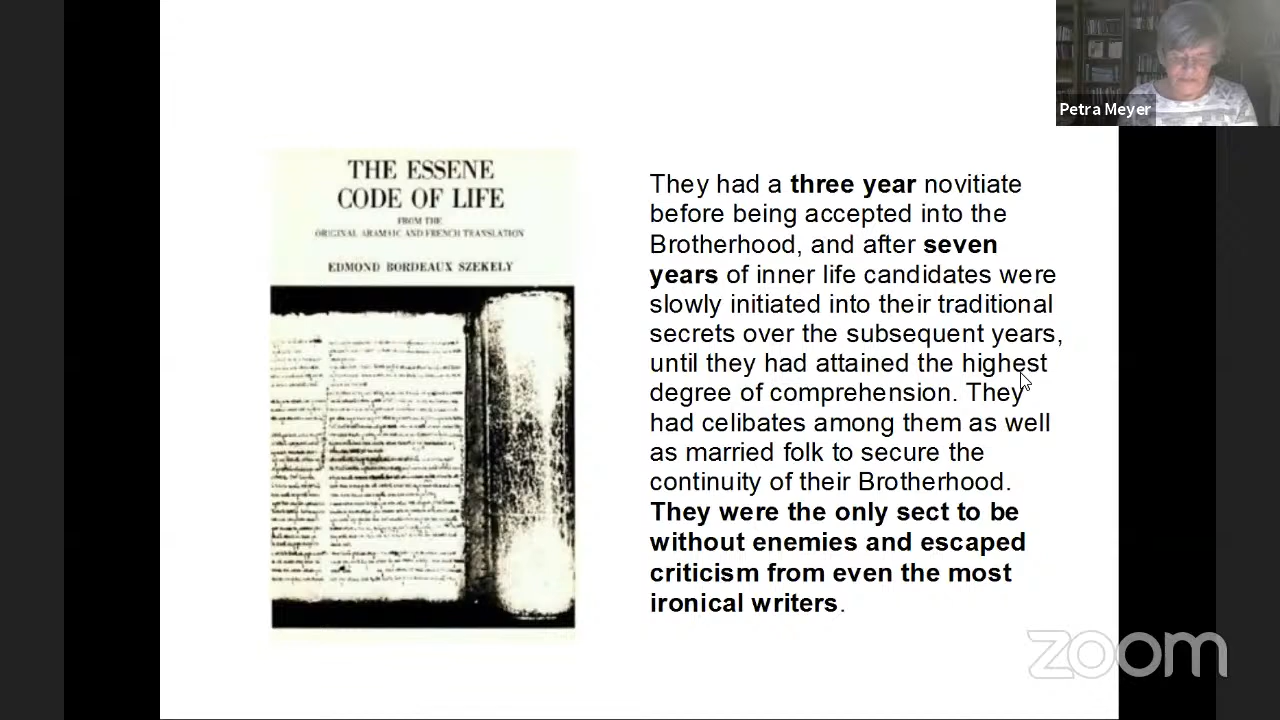 Petra Meyer
THE ESSENE
CODE OF LIFE
FROM THE
ORIGINAL ARAMAIC AND FRENCH TRANSLATION
EDMOND BORDEAUX SZEKELY
They had a three year novitiate
before being accepted into the
Brotherhood, and after seven
years of inner life candidates were
slowly initiated into their traditional
secrets over the subsequent years,
until they had attained the highest
degree of comprehension. They
had celibates among them as well
as married folk to secure the
continuity of their Brotherhood.
They were the only sect to be
without enemies and escaped
criticism from even the most
ironical writers.
zoom